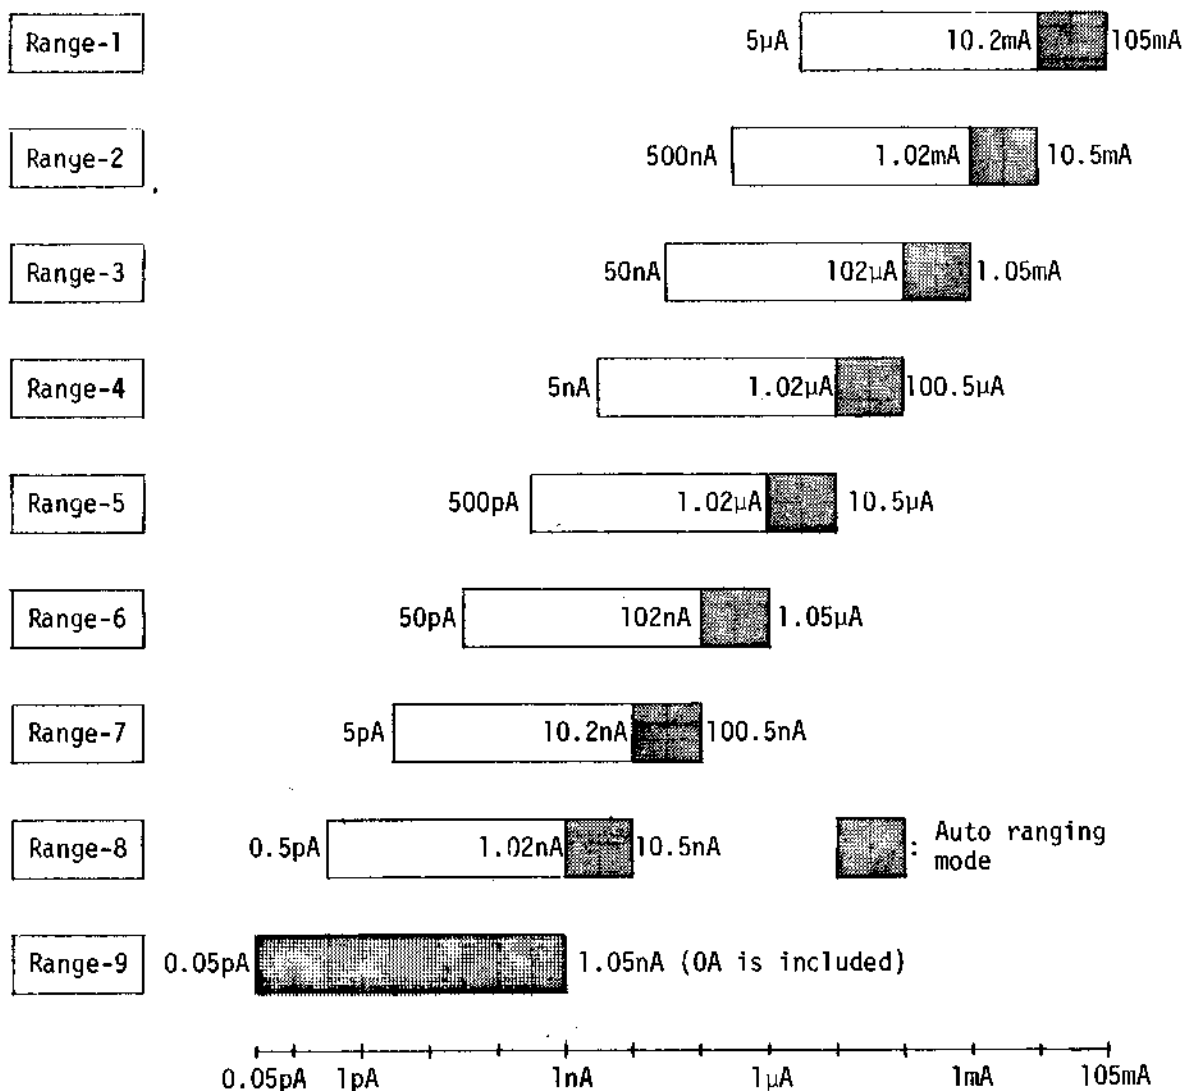 Range-1 5μA 10.2mA 105mA
Range-2 500nA 1.02mA 10.5mA
Range-3 50nA 102μA 1.05mA
Range-4 5nA 1.02μA 100.5μA
Range-5 500pA 1.02μA 10.5μA
Range-6 50pA 102nA 1.05μA
Range-7 5pA 10.2nA 100.5nA
Range-8 0.5pA 1.02nA 10.5nA : Auto ranging
mode
Range-9 0.05pA 1.05nA (0A is included)
0.05pA 1pA 1nA 1μA 1mA 105mA